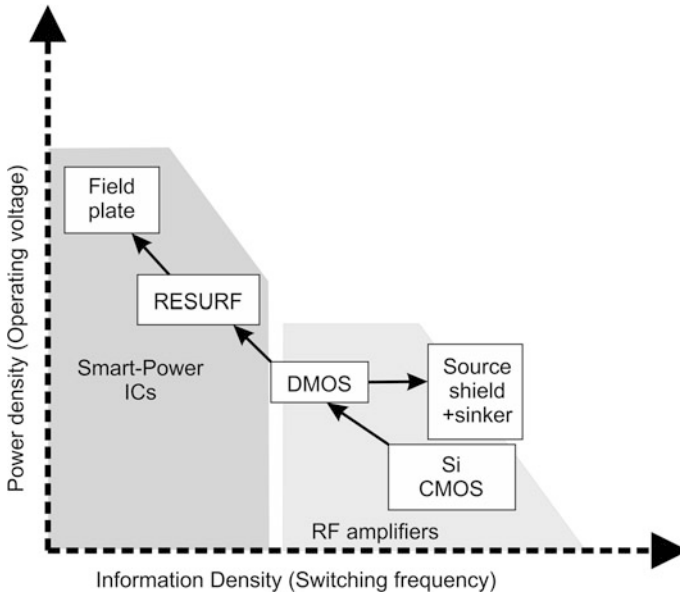 Power density (Operating voltage)
Field
plate
RESURF
Smart-Power
ICs
DMOS
Source
shield
+sinker
Si
CMOS
RF amplifiers
Information Density (Switching frequency)